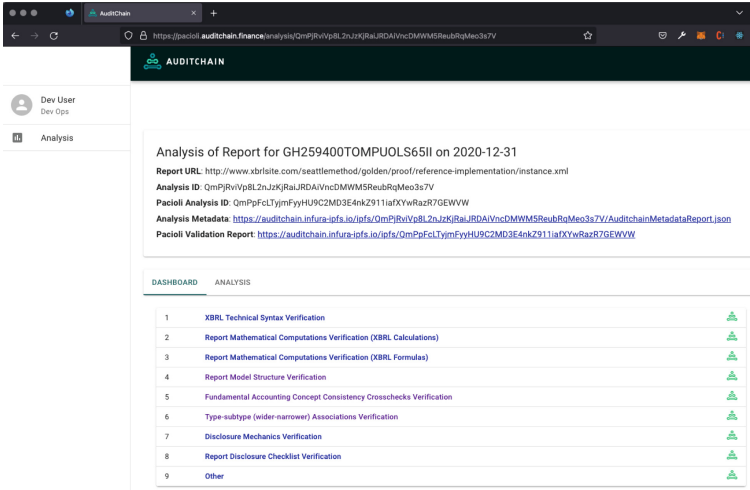 AuditChain
https://pacioli.auditchain.finance/analysis/QmPjRviVp8L2nJzKjRaiJRDAiVncDMWM5ReubRqMeo3s7V
AUDITCHAIN
Dev User
Dev Ops
Analysis
Analysis of Report for GH259400TOMPUOLS65II on 2020-12-31
Report URL: http://www.xbrlsite.com/seattlemethod/golden/proof/reference-implementation/instance.xml
Analysis ID: QmPjRviVp8L2nJzKjRaiJRDAiVncDMWM5ReubRqMeo3s7V
Pacioli Analysis ID: QmPpFcLTyjmFyyHU9C2MD3E4nkZ911iafXYwRazR7GEWVW
Analysis Metadata: https://auditchain.infura-ipfs.io/ipfs/QmPjRviVp8L2nJzKjRaiJRDAiVncDMWM5ReubRqMeo3s7V/AuditchainMetadataReport.json
Pacioli Validation Report: https://auditchain.infura-ipfs.io/ipfs/QmPpFcLTyjmFyyHU9C2MD3E4nkZ911iafXYwRazR7GEWVW
DASHBOARD ANALYSIS
1 XBRL Technical Syntax Verification
2 Report Mathematical Computations Verification (XBRL Calculations)
3 Report Mathematical Computations Verification (XBRL Formulas)
4 Report Model Structure Verification
5 Fundamental Accounting Concept Consistency Crosschecks Verification
6 Type-subtype (wider-narrower) Associations Verification
7 Disclosure Mechanics Verification
8 Report Disclosure Checklist Verification
9 Other